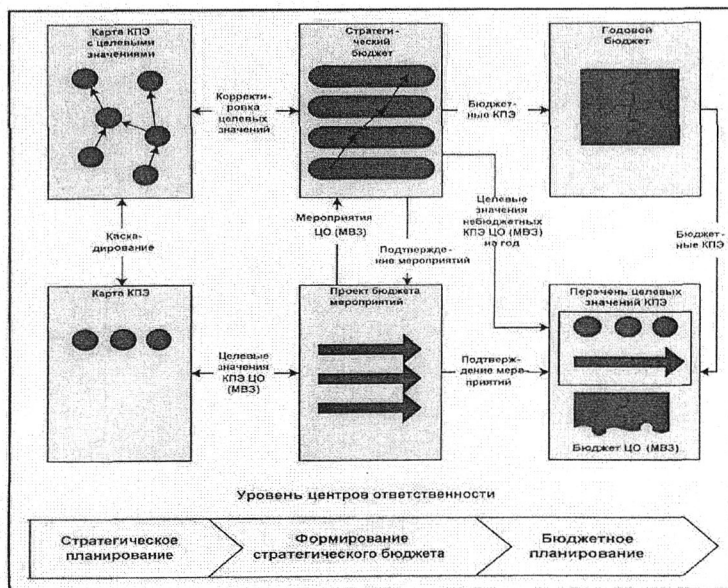 Карта КПЭ
с целевыми
значениями
Стратеги-
ческий
бюджет
Годовой
бюджет
Корректи-
ровка
целевых
значений
Бюджет-
ные КПЭ
Каска-
дирование
Мероприятия
ЦО (МВЗ)
Подтвержде-
ние мероприятий
Целевые
значения
небюджетных
КПЭ ЦО (МВЗ)
на год
Бюджет-
ные КПЭ
Карта КПЭ
Проект бюджета
мероприятий
Перечень целевых
значений КПЭ
Целевые
значения
КПЭ ЦО
(МВЗ)
Подтверж-
дение меро-
приятий
Бюджет ЦО (МВЗ)
Уровень центров ответственности
Стратегическое
планирование
Формирование
стратегического бюджета
Бюджетное
планирование